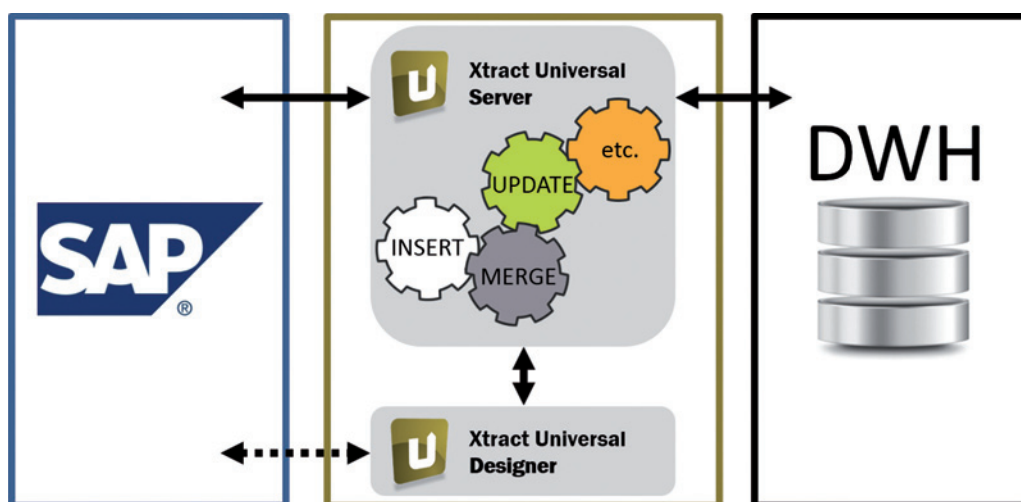 SAP
®
Xtract Universal
Server
etc.
UPDATE
INSERT
MERGE
Xtract Universal
Designer
DWH